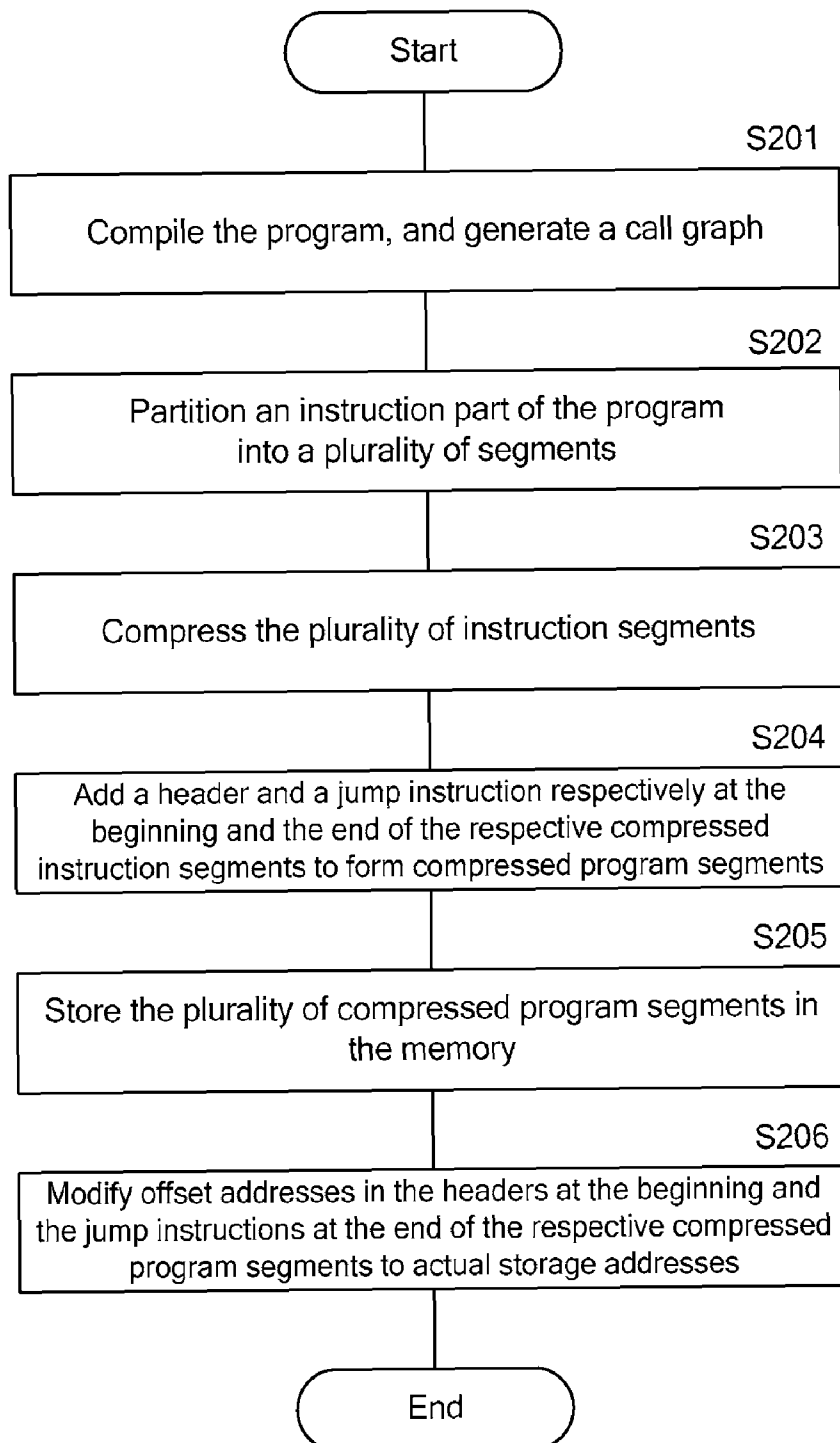 Start
S201
Compile the program, and generate a call graph
S202
Partition an instruction part of the program
into a plurality of segments
S203
Compress the plurality of instruction segments
S204
Add a header and a jump instruction respectively at the
beginning and the end of the respective compressed
instruction segments to form compressed program segments
S205
Store the plurality of compressed program segments in
the memory
S206
Modify offset addresses in the headers at the beginning and
the jump instructions at the end of the respective compressed
program segments to actual storage addresses
End